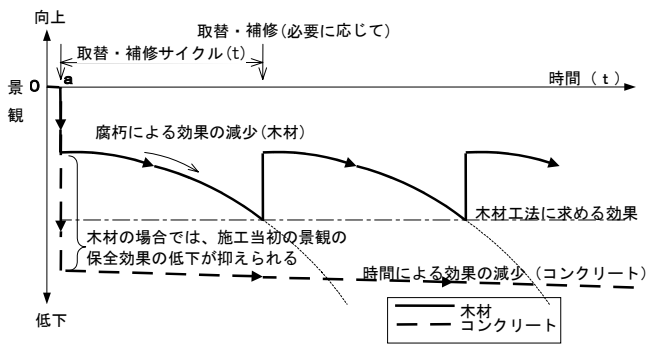 向上
取替・補修(必要に応じて)
取替・補修サイクル(t)
景観
0
a
時間（t）
腐朽による効果の減少(木材)
木材工法に求める効果
木材の場合では、施工当初の景観の
保全効果の低下が抑えられる
時間による効果の減少（コンクリート）
低下
木材
コンクリート